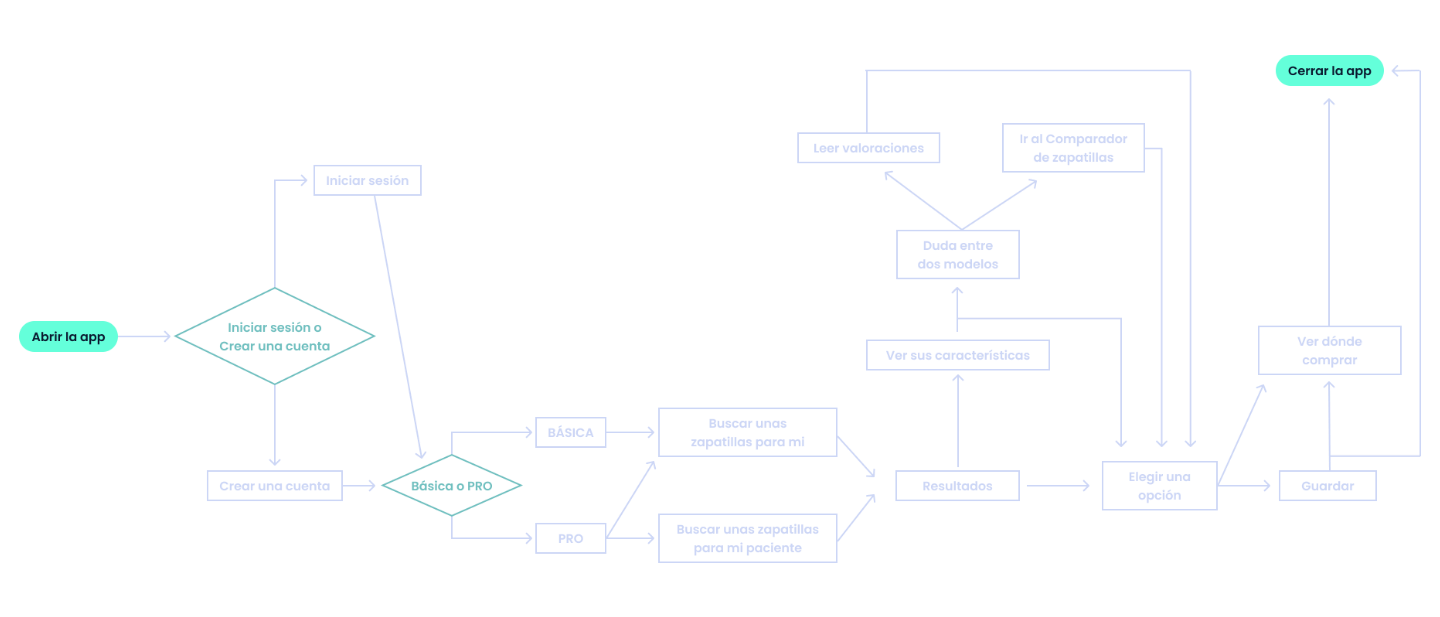 Abrir la app
Iniciar sesión o
Crear una cuenta
Iniciar sesión
Crear una cuenta
Básica o PRO
BÁSICA
PRO
Buscar unas
zapatillas para mi
Buscar unas zapatillas
para mi paciente
Resultados
Ver sus caracteristicas
Duda entre
dos modelos
Leer valoraciones
Ir al Comparador
de zapatillas
Elegir una
opción
Guardar
Ver dónde
comprar
Cerrar la app